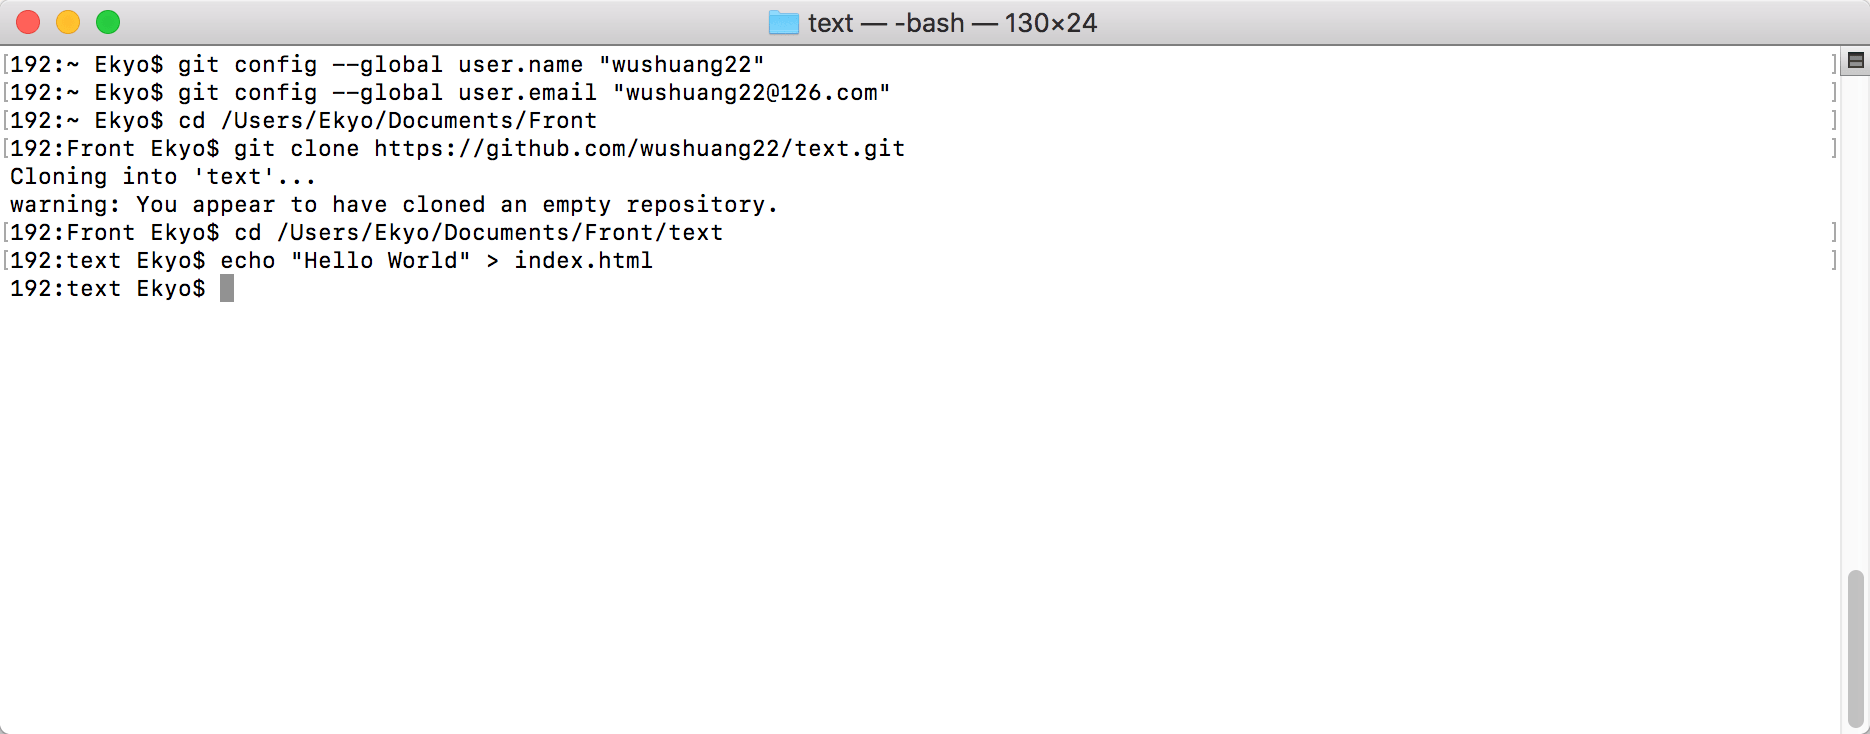 text — -bash — 130×24
[192:~ Ekyo$ git config --global user.name "wushuang22" ]
[192:~ Ekyo$ git config --global user.email "wushuang22@126.com" ]
[192:~ Ekyo$ cd /Users/Ekyo/Documents/Front ]
[192:Front Ekyo$ git clone https://github.com/wushuang22/text.git ]
Cloning into 'text'...
warning: You appear to have cloned an empty repository.
[192:Front Ekyo$ cd /Users/Ekyo/Documents/Front/text ]
[192:text Ekyo$ echo "Hello World" > index.html ]
192:text Ekyo$